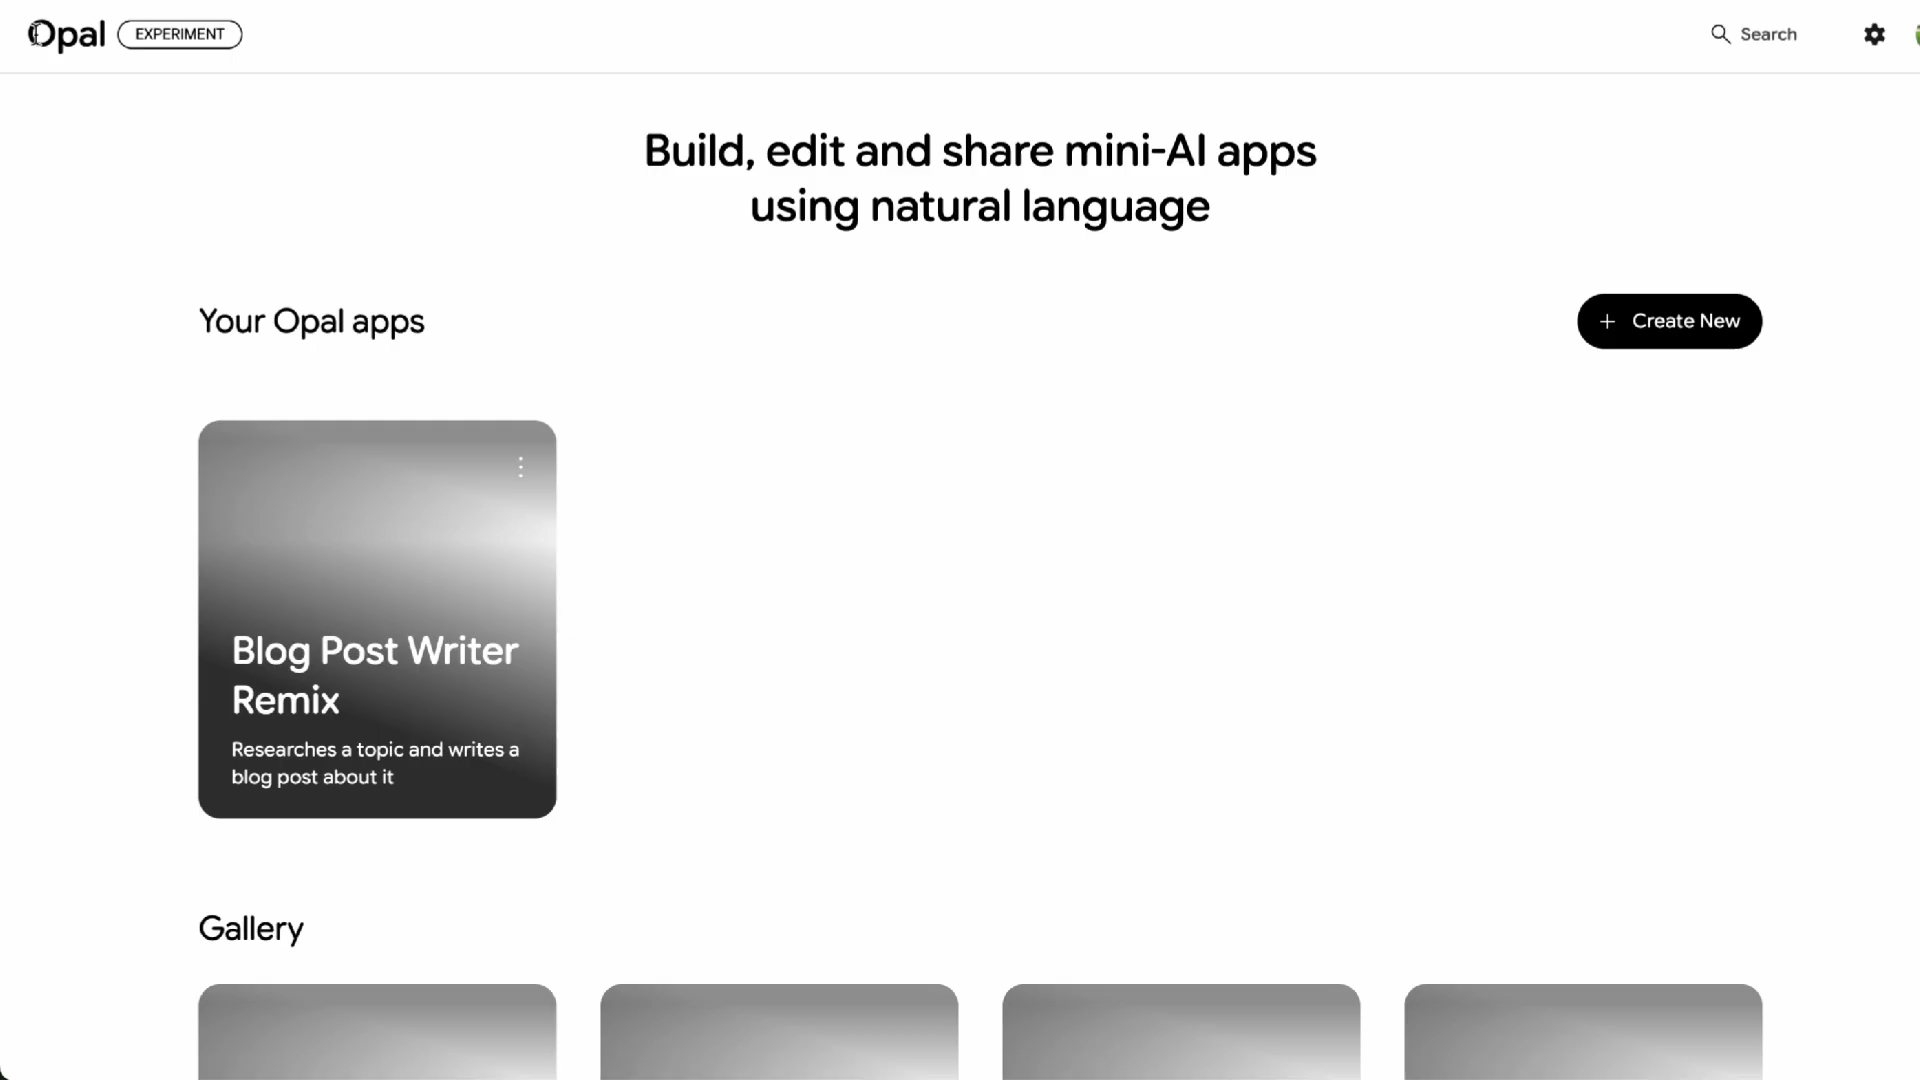 Opal EXPERIMENT Search
Build, edit and share mini-AI apps
using natural language
Your Opal apps
+ Create New
Blog Post Writer
Remix
Researches a topic and writes a
blog post about it
Gallery